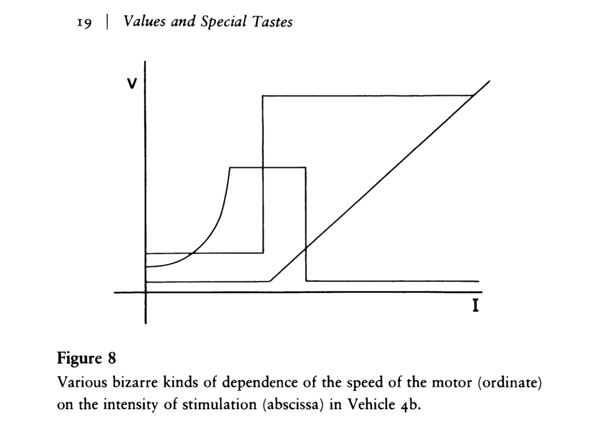 19 | Values and Special Tastes
V
I
Figure 8
Various bizarre kinds of dependence of the speed of the motor (ordinate)
on the intensity of stimulation (abscissa) in Vehicle 4b.